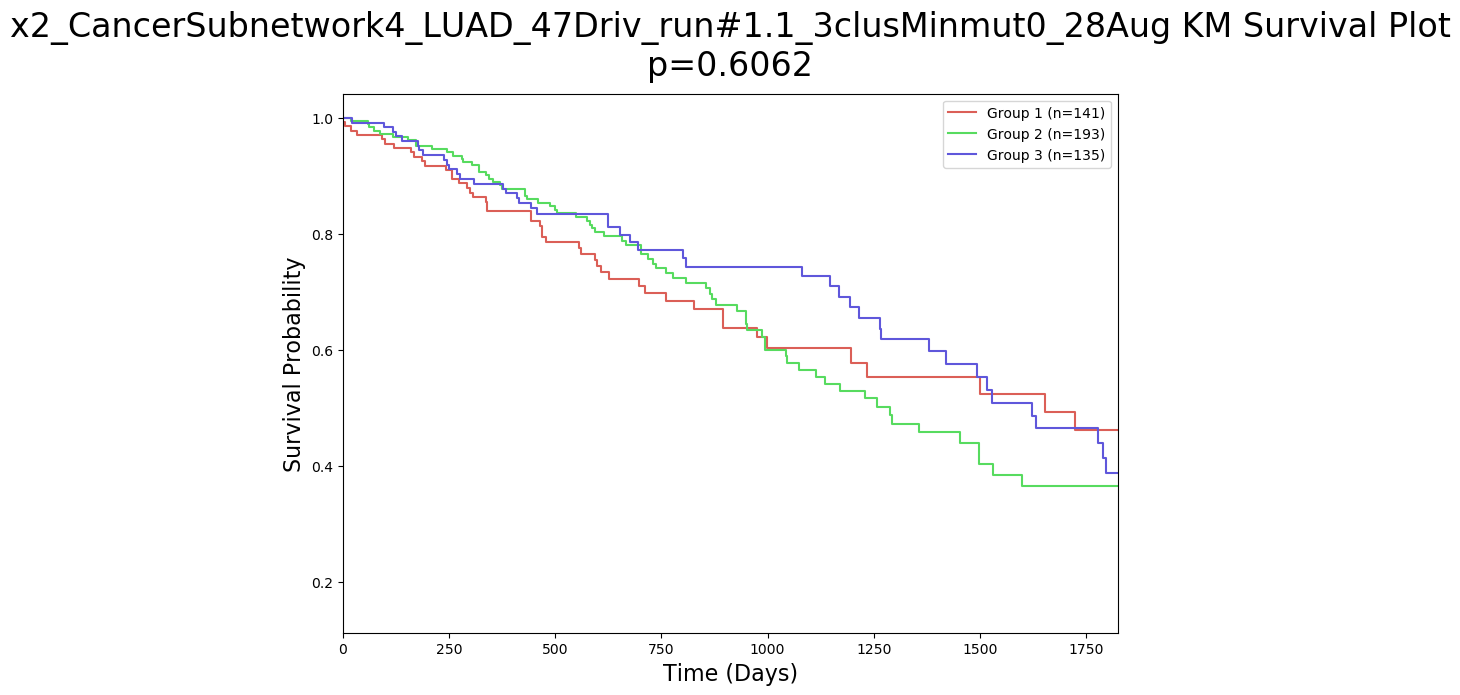 x2_CancerSubnetwork4_LUAD_47Driv_run#1.1_3clusMinmut0_28Aug KM Survival Plot
p=0.6062
Group 1 (n=141)
Group 2 (n=193)
Group 3 (n=135)
Survival Probability
1.0
0.8
0.6
0.4
0.2
0 250 500 750 1000 1250 1500 1750
Time (Days)